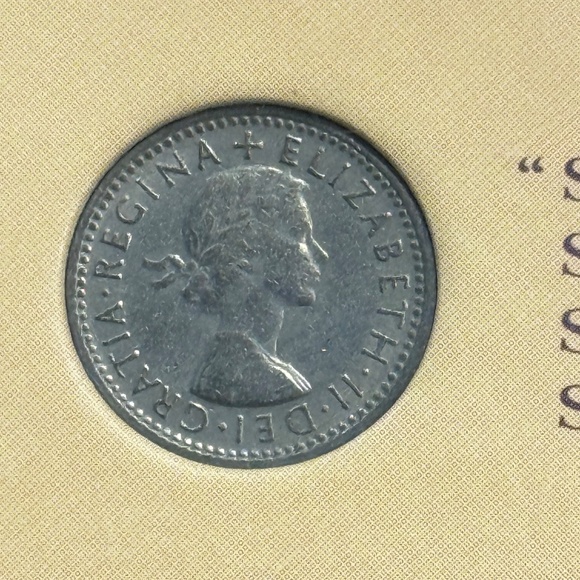 + ELIZABETH · II · DEI · GRATIA · REGINA
“S
S
S
S